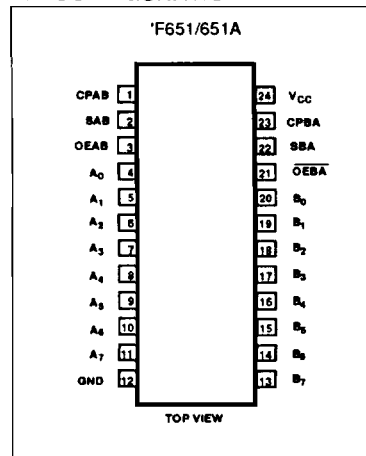 'F651/651A
CPAB 1 24 VCC
SAB 2 23 CPBA
OEAB 3 22 SBA
A0 4 21 OEBA
A1 5 20 B0
A2 6 19 B1
A3 7 18 B2
A4 8 17 B3
A5 9 16 B4
A6 10 15 B5
A7 11 14 B6
GND 12 13 B7
TOP VIEW